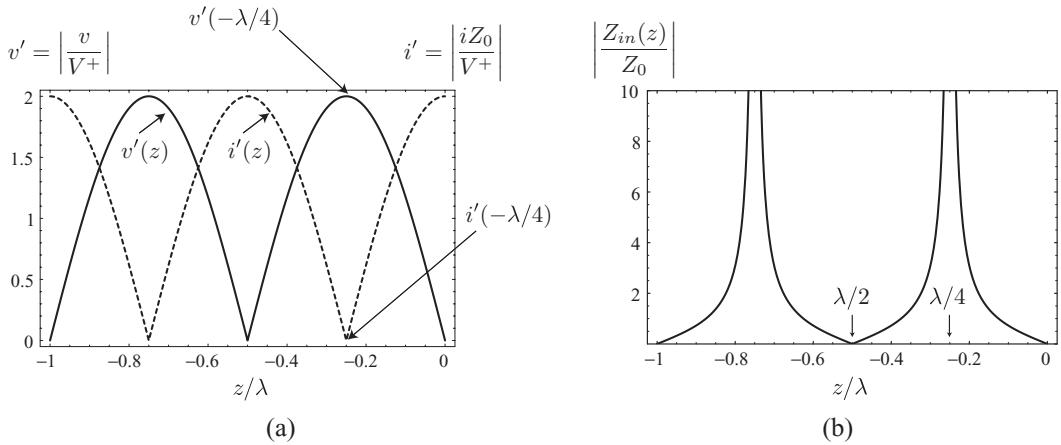 v′(−λ/4)
v′ = |v/V⁺|
i′ = |iZ₀/V⁺|
2
1.5
1
0.5
0
v′(z)
i′(z)
i′(−λ/4)
−1
−0.8
−0.6
−0.4
−0.2
0
z/λ
(a)
|Z_in(z)/Z₀|
10
8
6
4
2
λ/2
λ/4
−1
−0.8
−0.6
−0.4
−0.2
0
z/λ
(b)